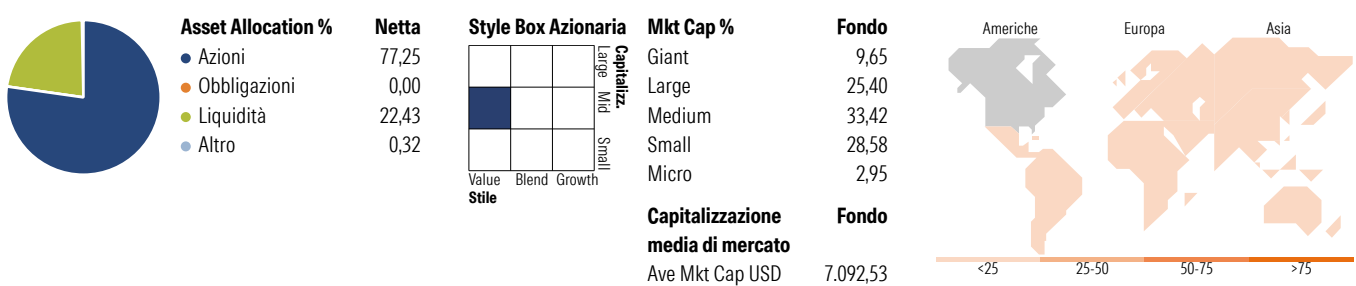 Asset Allocation % Netta
Azioni 77,25
Obbligazioni 0,00
Liquidità 22,43
Altro 0,32
Style Box Azionaria
Capitalizz.
Large
Mid
Small
Value Blend Growth
Stile
Mkt Cap % Fondo
Giant 9,65
Large 25,40
Medium 33,42
Small 28,58
Micro 2,95
Capitalizzazione Fondo
media di mercato
Ave Mkt Cap USD 7.092,53
Americhe Europa Asia
<25 25-50 50-75 >75